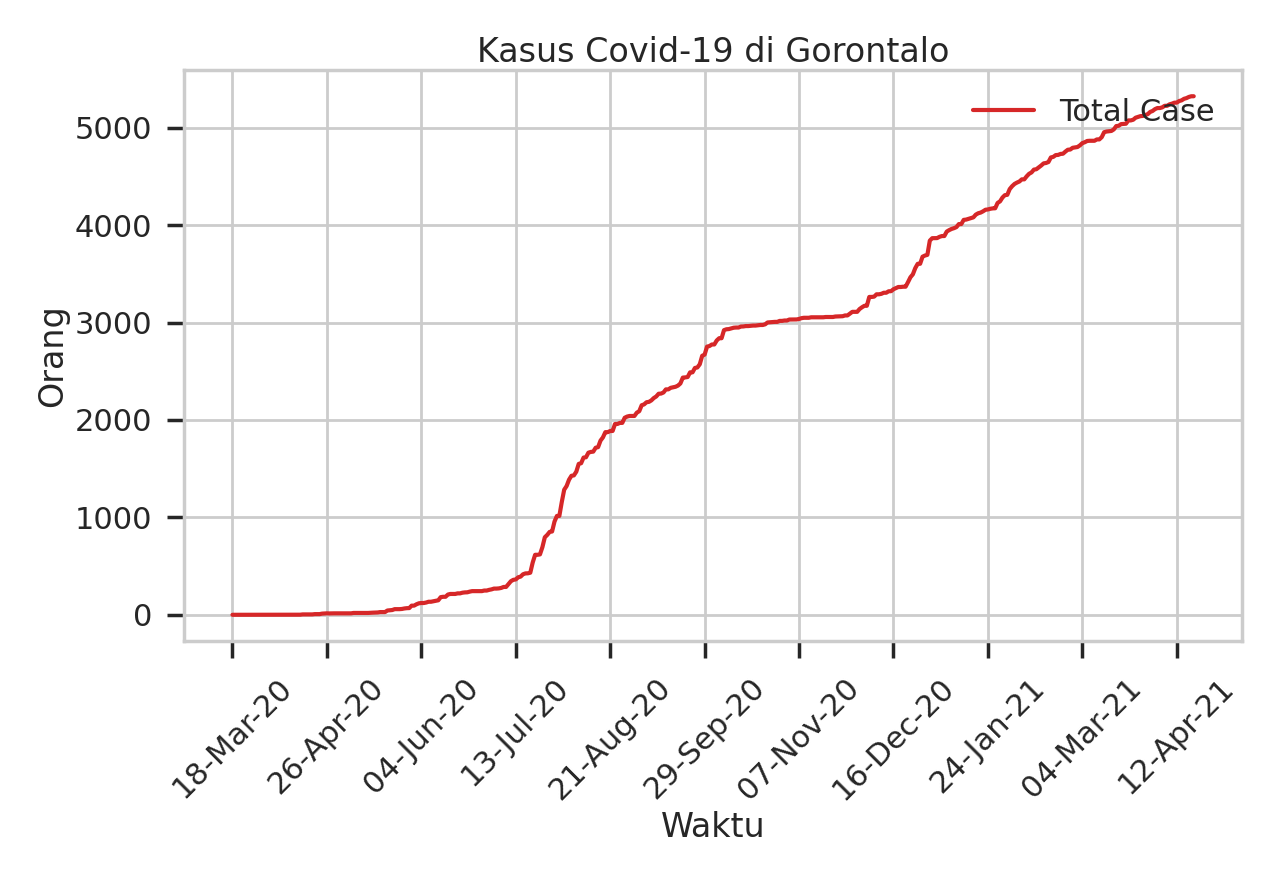 Kasus Covid-19 di Gorontalo
Total Case
5000
4000
3000
2000
1000
0
Orang
18-Mar-20
26-Apr-20
04-Jun-20
13-Jul-20
21-Aug-20
29-Sep-20
07-Nov-20
16-Dec-20
24-Jan-21
04-Mar-21
12-Apr-21
Waktu